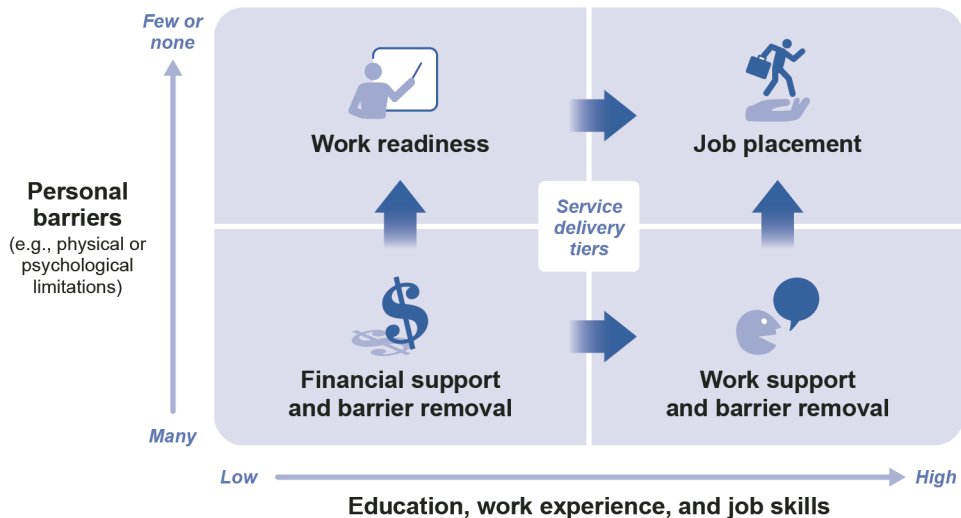 Few or
none
Work readiness
Job placement
Personal
barriers
(e.g., physical or
psychological
limitations)
Service
delivery
tiers
$
$
Financial support
and barrier removal
Work support
and barrier removal
Many
Low
High
Education, work experience, and job skills